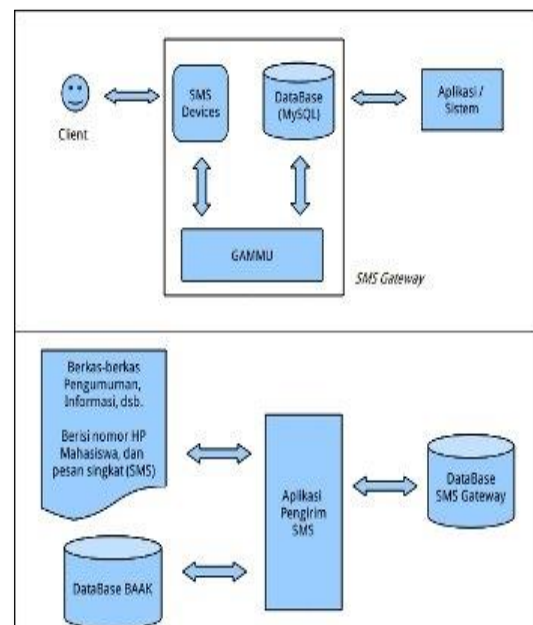 SMS
Devices
DataBase
(MySQL)
Aplikasi /
Sistem
Client
GAMMU
SMS Gateway
Berkas-berkas
Pengumuman,
Informasi, dsb.
Berisi nomor HP
Mahasiswa, dan
pesan singkat (SMS)
Aplikasi
Pengirim
SMS
DataBase
SMS Gateway
DataBase BAAK